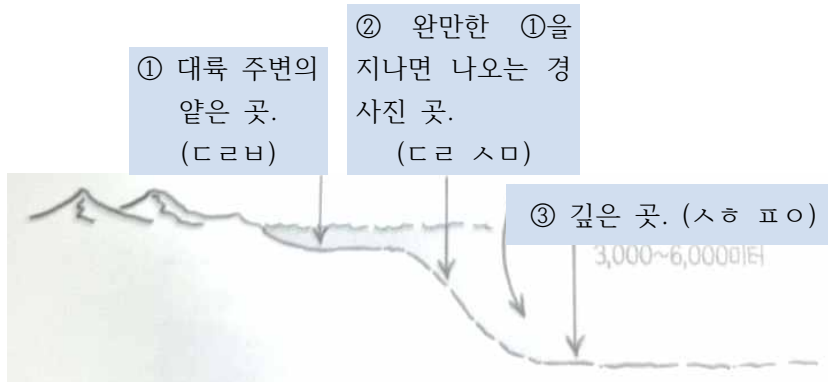 ② 완만한 ①을
지나면 나오는 경
사진 곳.
(ㄷㄹ ㅅㅁ)
① 대륙 주변의
얕은 곳.
(ㄷㄹㅂ)
③ 깊은 곳. (ㅅㅎ ㅍㅇ)
3,000~6,000미터